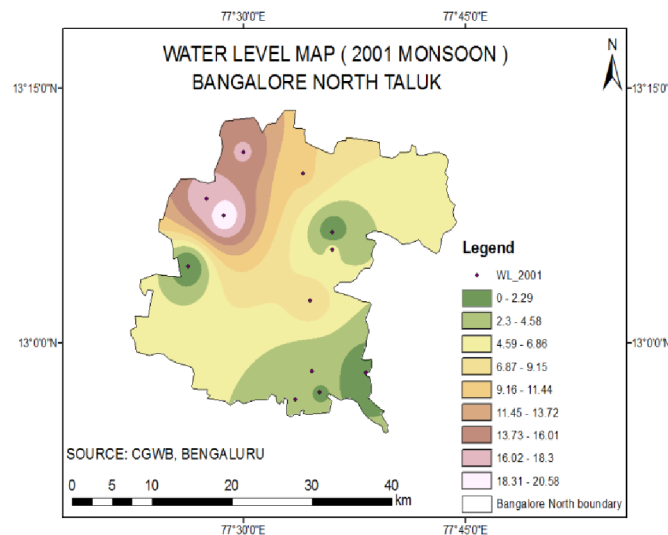 77°30'0"E 77°45'0"E
WATER LEVEL MAP ( 2001 MONSOON )
BANGALORE NORTH TALUK
N
13°15'0"N 13°15'0"N
Legend
WL_2001
0 - 2.29
2.3 - 4.58
4.59 - 6.86
6.87 - 9.15
9.16 - 11.44
11.45 - 13.72
13.73 - 16.01
16.02 - 18.3
18.31 - 20.58
Bangalore North boundary
13°0'0"N 13°0'0"N
SOURCE: CGWB, BENGALURU
0 10 20 30 40
km
77°30'0"E 77°45'0"E